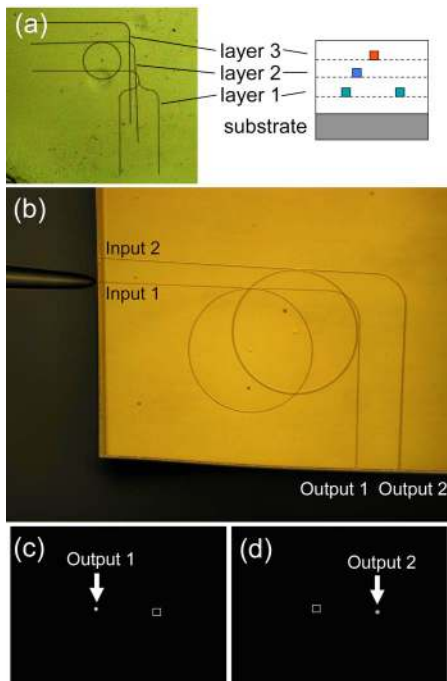 (a)
layer 3
layer 2
layer 1
substrate
(b)
Input 2
Input 1
Output 1 Output 2
(c)
Output 1
(d)
Output 2